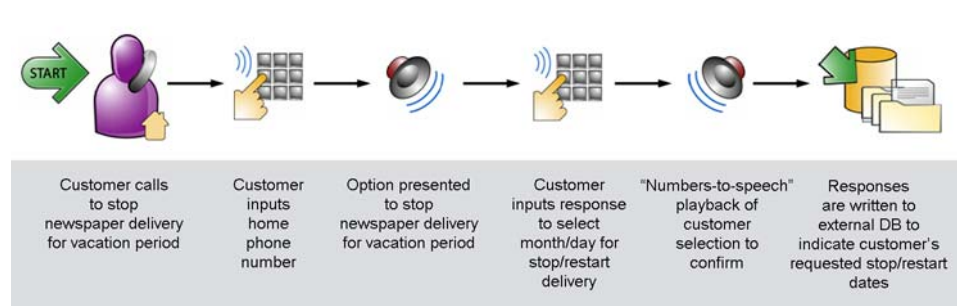 START
Customer calls
to stop
newspaper delivery
for vacation period
Customer
inputs
home
phone
number
Option presented
to stop
newspaper delivery
for vacation period
Customer
inputs response
to select
month/day for
stop/restart
delivery
“Numbers-to-speech”
playback of
customer
selection to
confirm
Responses
are written to
external DB to
indicate customer’s
requested stop/restart
dates